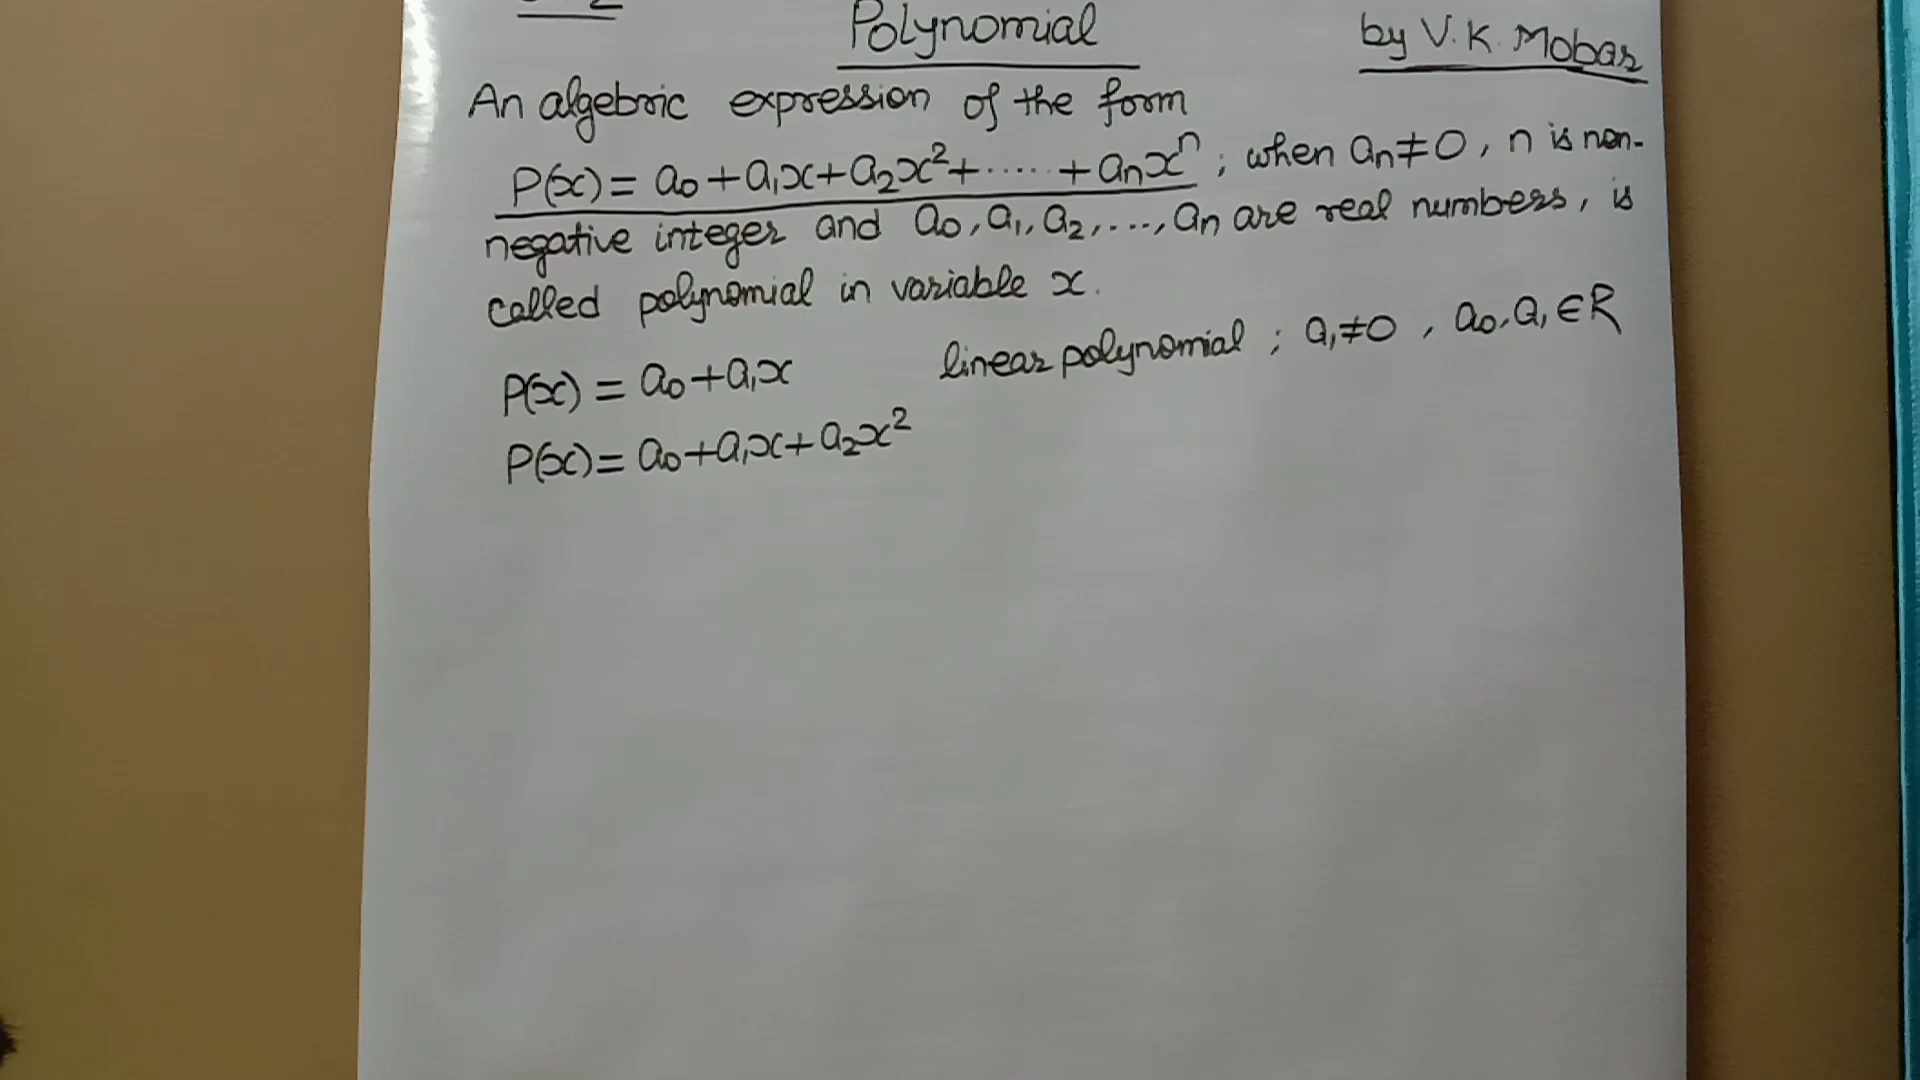 Polynomial
by V.K. Mobar
An algebric expression of the form
P(x) = a₀ + a₁x + a₂x² + ..... + aₙxⁿ ; when aₙ ≠ 0, n is non-
negative integer and a₀, a₁, a₂, ..., aₙ are real numbers, is
called polynomial in variable x.
P(x) = a₀ + a₁x linear polynomial ; a₁ ≠ 0 , a₀, a₁ ∈ R
P(x) = a₀ + a₁x + a₂x²